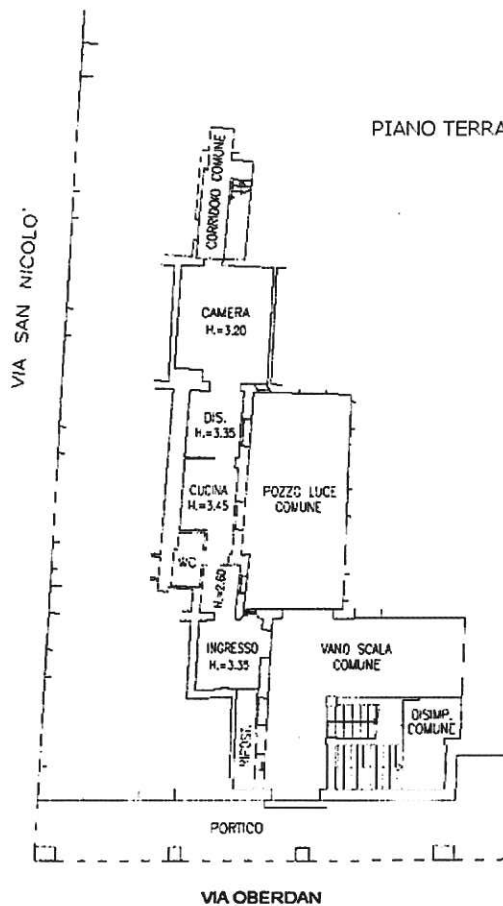 PIANO TERRA
VIA SAN NICOLO'
CORRIDOIO COMUNE
CAMERA
H.=3.20
DIS.
H.=3.35
CUCINA
H.=3.45
POZZO LUCE
COMUNE
WC
H.=2.60
INGRESSO
H.=3.35
VANO SCALA
COMUNE
RIPOST.
DISIMP.
COMUNE
PORTICO
VIA OBERDAN